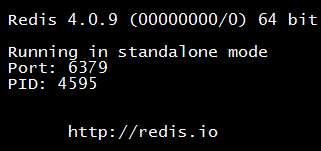 Redis 4.0.9 (00000000/0) 64 bit
Running in standalone mode
Port: 6379
PID: 4595
http://redis.io